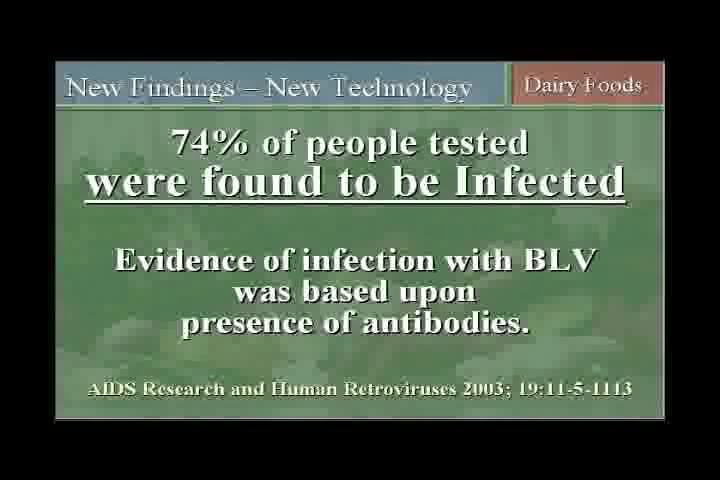 New Findings – New Technology
Dairy Foods
74% of people tested
were found to be Infected
Evidence of infection with BLV
was based upon
presence of antibodies.
AIDS Research and Human Retroviruses 2003; 19:11-5-1113